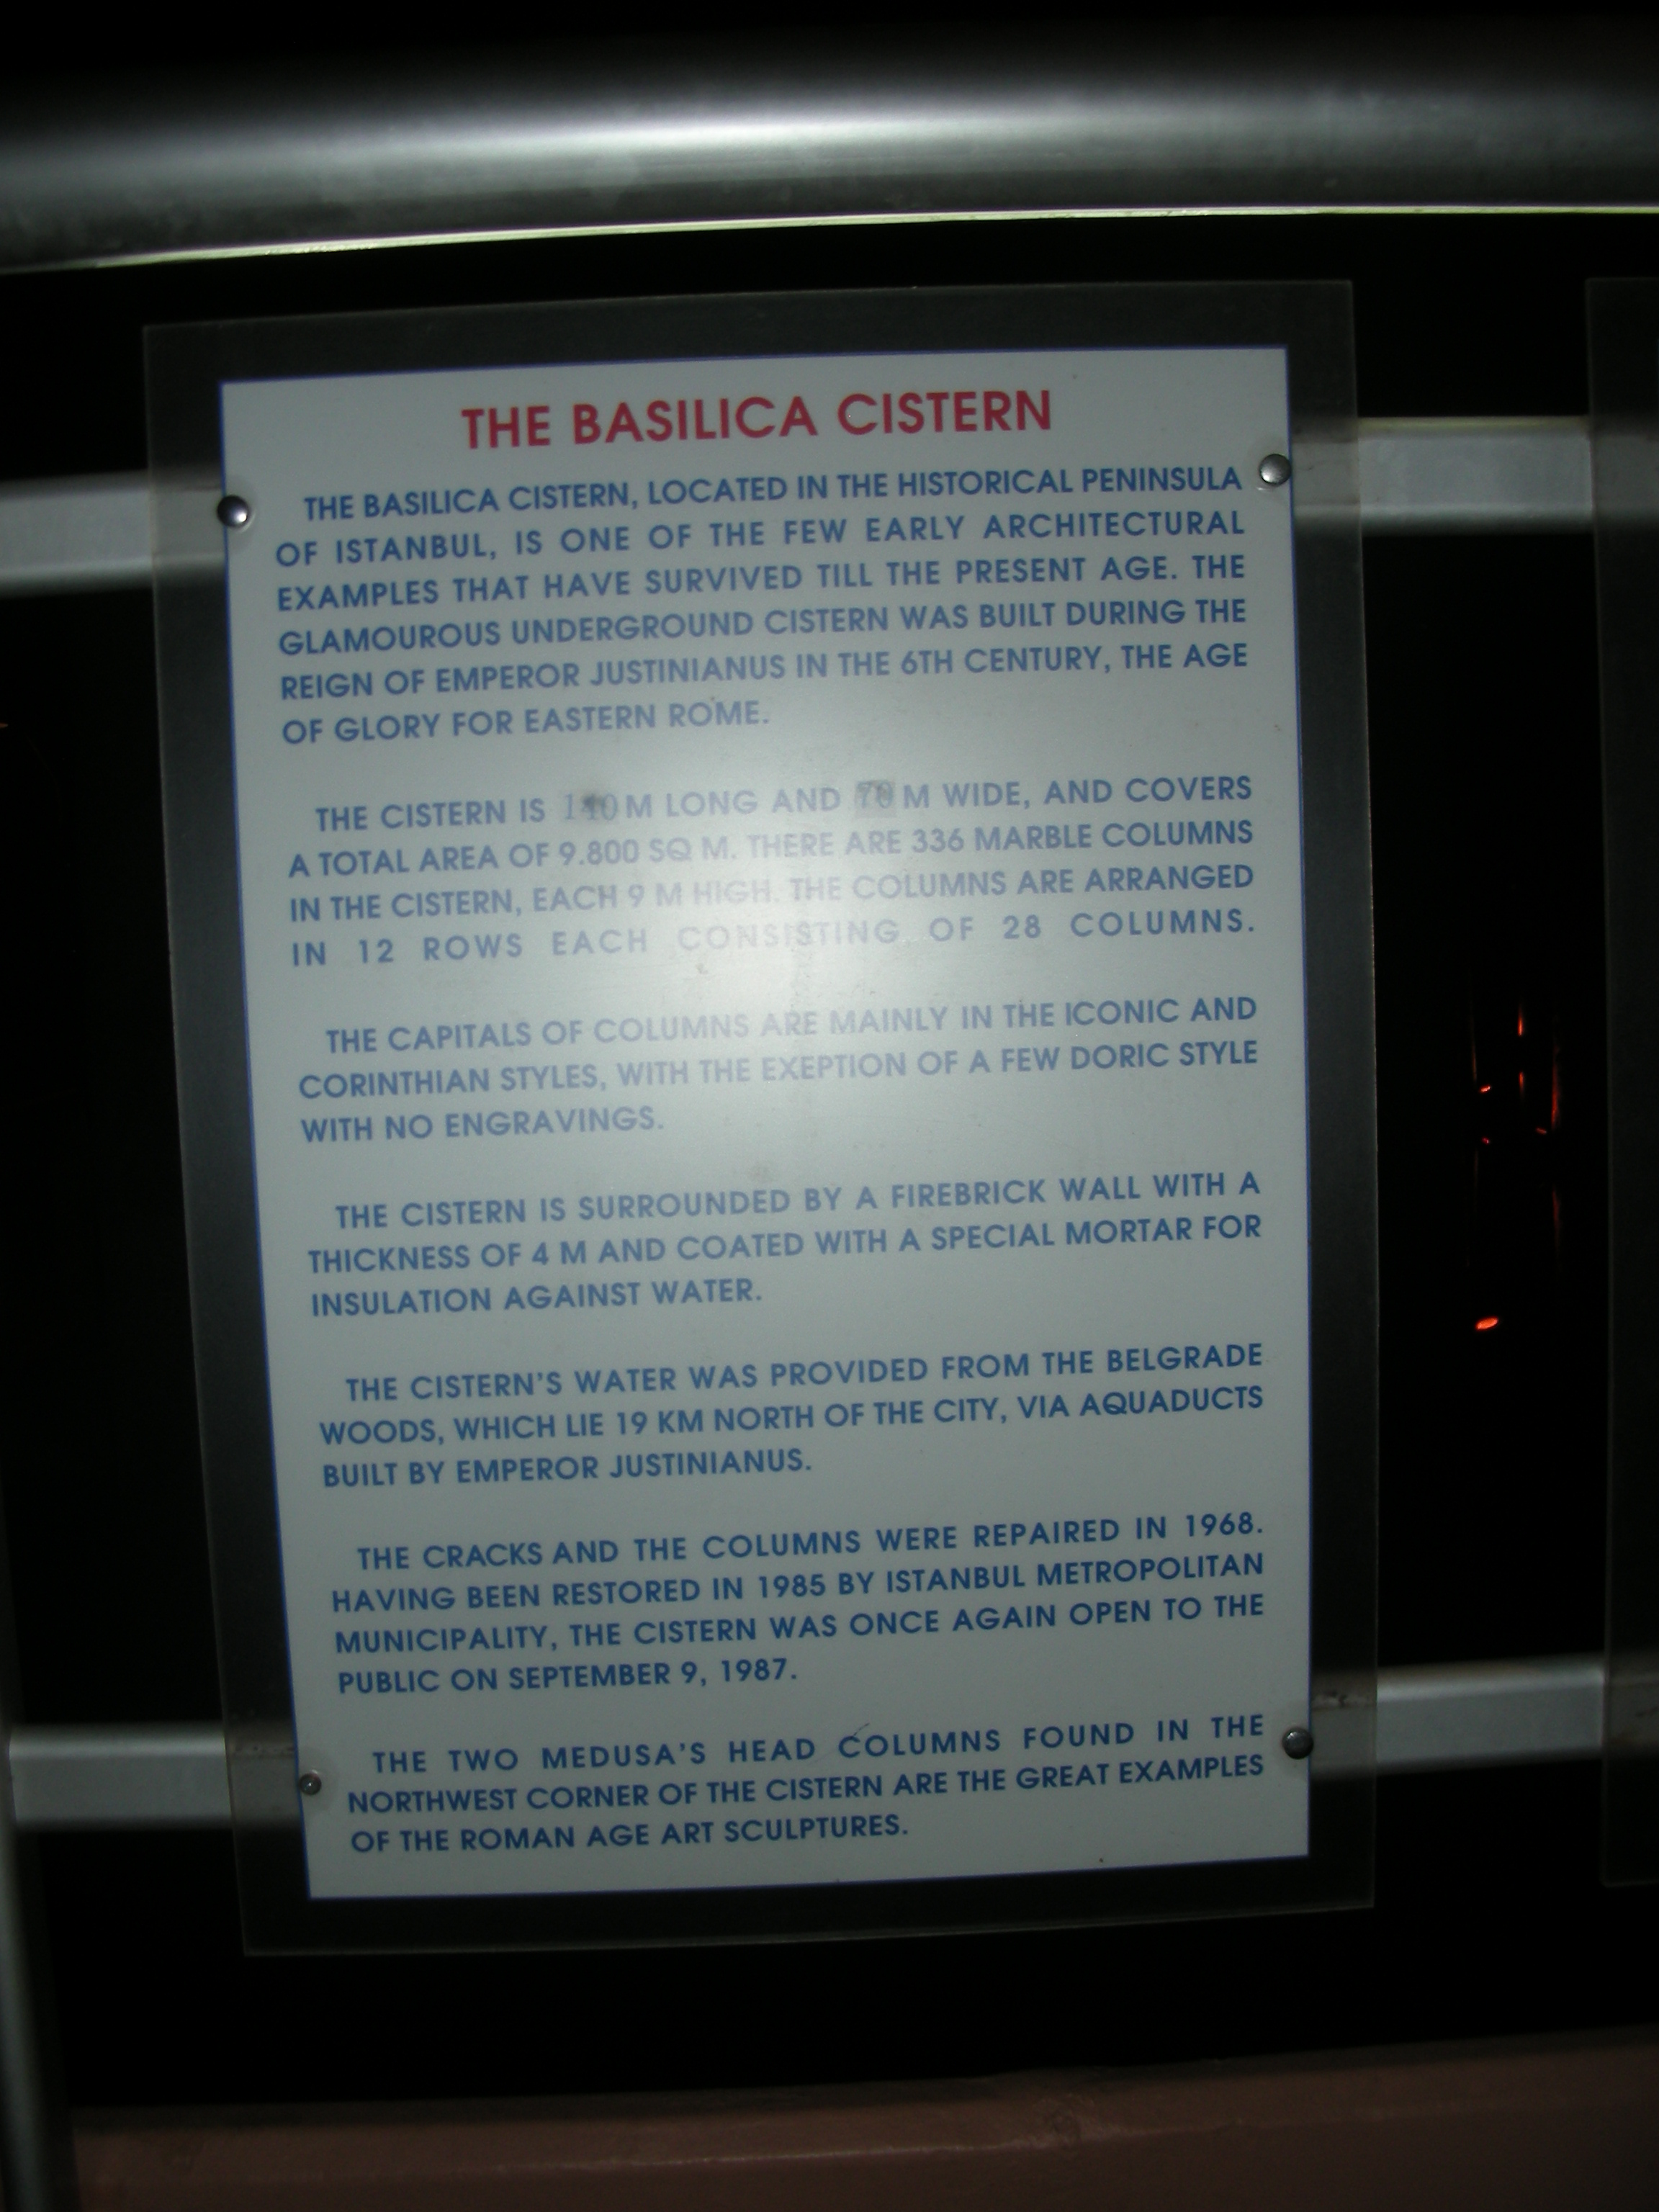 THE BASILICA CISTERN
THE BASILICA CISTERN, LOCATED IN THE HISTORICAL PENINSULA
OF ISTANBUL, IS ONE OF THE FEW EARLY ARCHITECTURAL
EXAMPLES THAT HAVE SURVIVED TILL THE PRESENT AGE. THE
GLAMOUROUS UNDERGROUND CISTERN WAS BUILT DURING THE
REIGN OF EMPEROR JUSTINIANUS IN THE 6TH CENTURY, THE AGE
OF GLORY FOR EASTERN ROME.
THE CISTERN IS 140 M LONG AND 70 M WIDE, AND COVERS
A TOTAL AREA OF 9.800 SQ M. THERE ARE 336 MARBLE COLUMNS
IN THE CISTERN, EACH 9 M HIGH. THE COLUMNS ARE ARRANGED
IN 12 ROWS EACH CONSISTING OF 28 COLUMNS.
THE CAPITALS OF COLUMNS ARE MAINLY IN THE ICONIC AND
CORINTHIAN STYLES, WITH THE EXEPTION OF A FEW DORIC STYLE
WITH NO ENGRAVINGS.
THE CISTERN IS SURROUNDED BY A FIREBRICK WALL WITH A
THICKNESS OF 4 M AND COATED WITH A SPECIAL MORTAR FOR
INSULATION AGAINST WATER.
THE CISTERN'S WATER WAS PROVIDED FROM THE BELGRADE
WOODS, WHICH LIE 19 KM NORTH OF THE CITY, VIA AQUADUCTS
BUILT BY EMPEROR JUSTINIANUS.
THE CRACKS AND THE COLUMNS WERE REPAIRED IN 1968.
HAVING BEEN RESTORED IN 1985 BY ISTANBUL METROPOLITAN
MUNICIPALITY, THE CISTERN WAS ONCE AGAIN OPEN TO THE
PUBLIC ON SEPTEMBER 9, 1987.
THE TWO MEDUSA'S HEAD COLUMNS FOUND IN THE
NORTHWEST CORNER OF THE CISTERN ARE THE GREAT EXAMPLES
OF THE ROMAN AGE ART SCULPTURES.